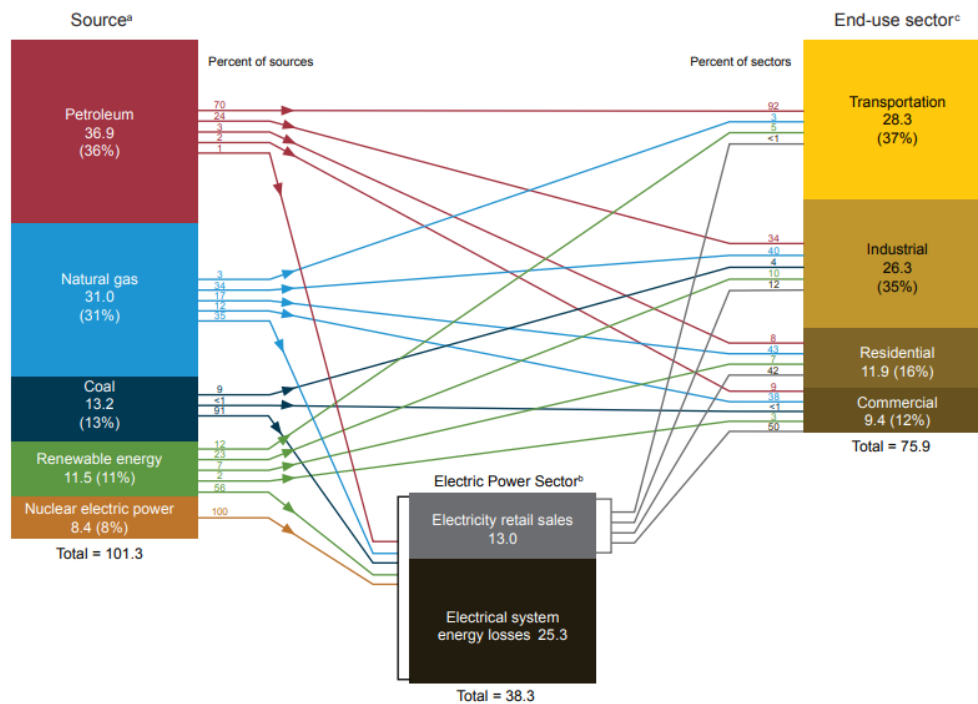 Sourceᵃ
End-use sectorᶜ
Percent of sources
Percent of sectors
Petroleum
36.9
(36%)
70
24
3
2
1
Natural gas
31.0
(31%)
3
34
17
12
35
Coal
13.2
(13%)
9
<1
91
Renewable energy
11.5 (11%)
12
23
7
2
56
Nuclear electric power
8.4 (8%)
100
Total = 101.3
Electric Power Sectorᵇ
Electricity retail sales
13.0
Electrical system
energy losses 25.3
Total = 38.3
92
3
5
<1
Transportation
28.3
(37%)
34
40
4
10
12
Industrial
26.3
(35%)
8
43
7
42
Residential
11.9 (16%)
9
38
<1
3
50
Commercial
9.4 (12%)
Total = 75.9